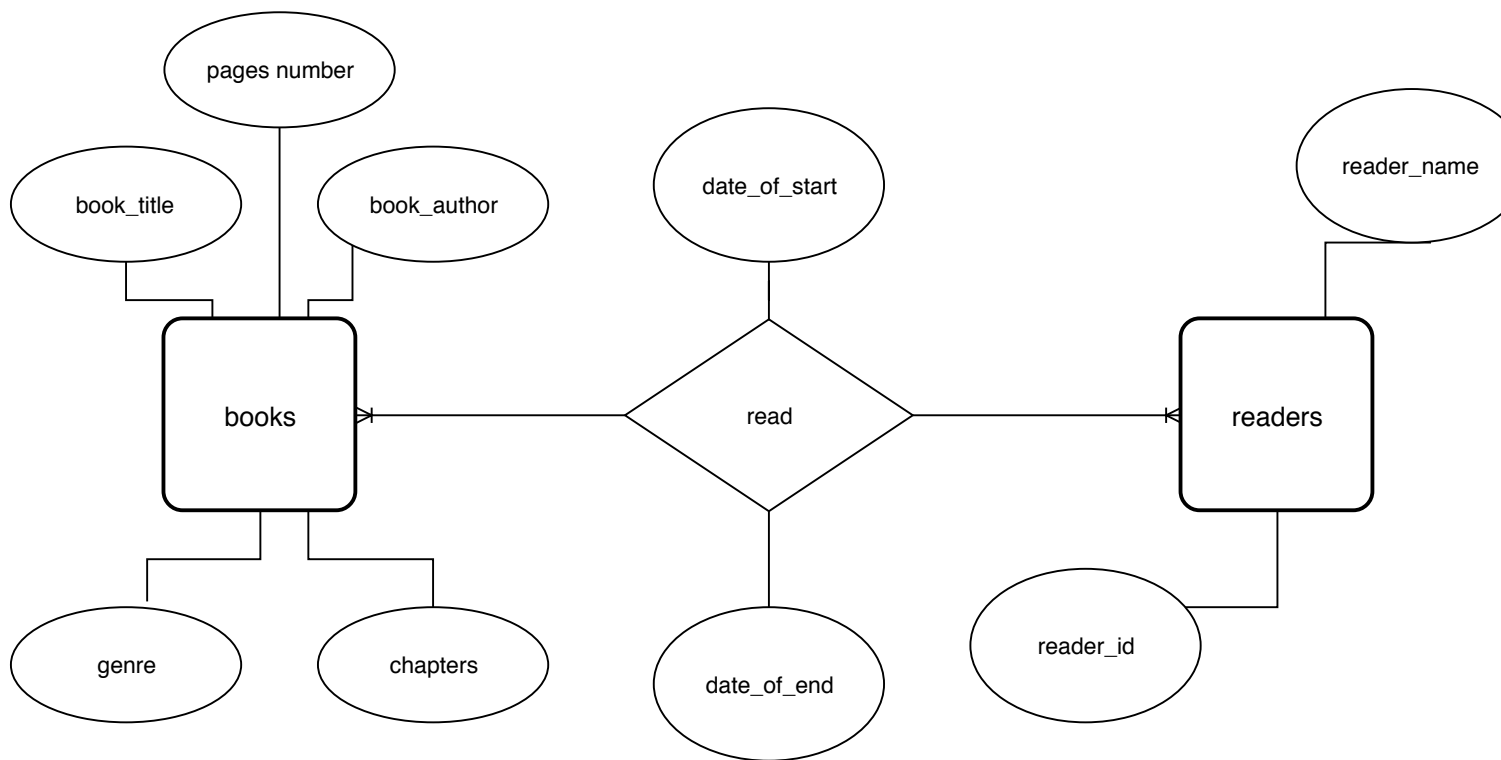 pages number
book_title
book_author
date_of_start
reader_name
books
read
readers
genre
chapters
date_of_end
reader_id